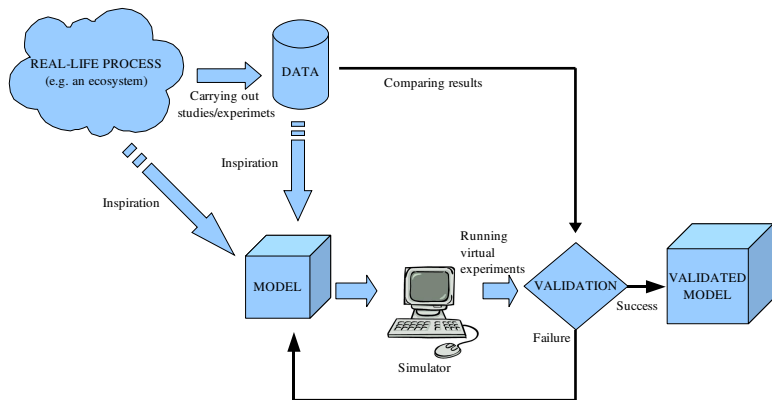 REAL-LIFE PROCESS
(e.g. an ecosystem)
DATA
Carrying out
studies/experimets
Comparing results
Inspiration
Inspiration
Running
virtual
experiments
MODEL
VALIDATION
VALIDATED
MODEL
Success
Failure
Simulator